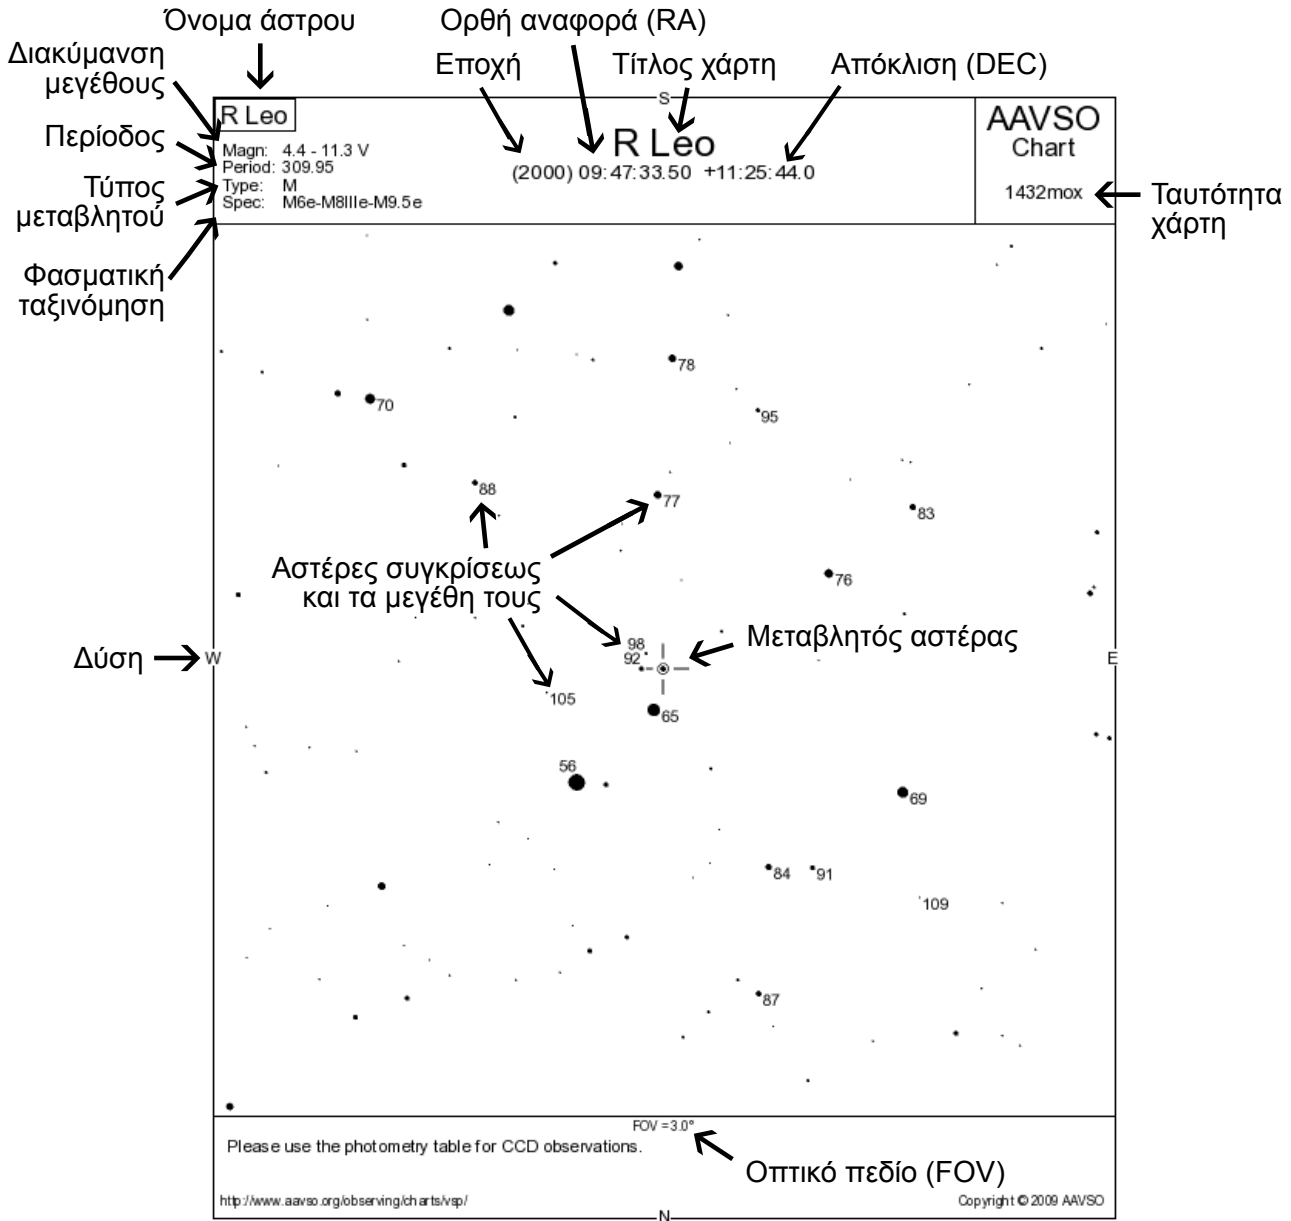 Όνομα άστρου
Ορθή αναφορά (RA)
Διακύμανση
μεγέθους
Εποχή
Τίτλος χάρτη
Απόκλιση (DEC)
S
R Leo
Περίοδος
Magn: 4.4 - 11.3 V
Period: 309.95
Type: M
Spec: M6e-M8IIIe-M9.5e
R Leo
(2000) 09:47:33.50 +11:25:44.0
AAVSO
Chart
1432mox
Τύπος
μεταβλητού
Ταυτότητα
χάρτη
Φασματική
ταξινόμηση
78
70
95
88
77
83
76
Αστέρες συγκρίσεως
και τα μεγέθη τους
98
92
Μεταβλητός αστέρας
Δύση
W
E
105
65
56
69
84
91
109
87
FOV =3.0°
Please use the photometry table for CCD observations.
Οπτικό πεδίο (FOV)
http://www.aavso.org/observing/charts/vsp/
Copyright © 2009 AAVSO
N